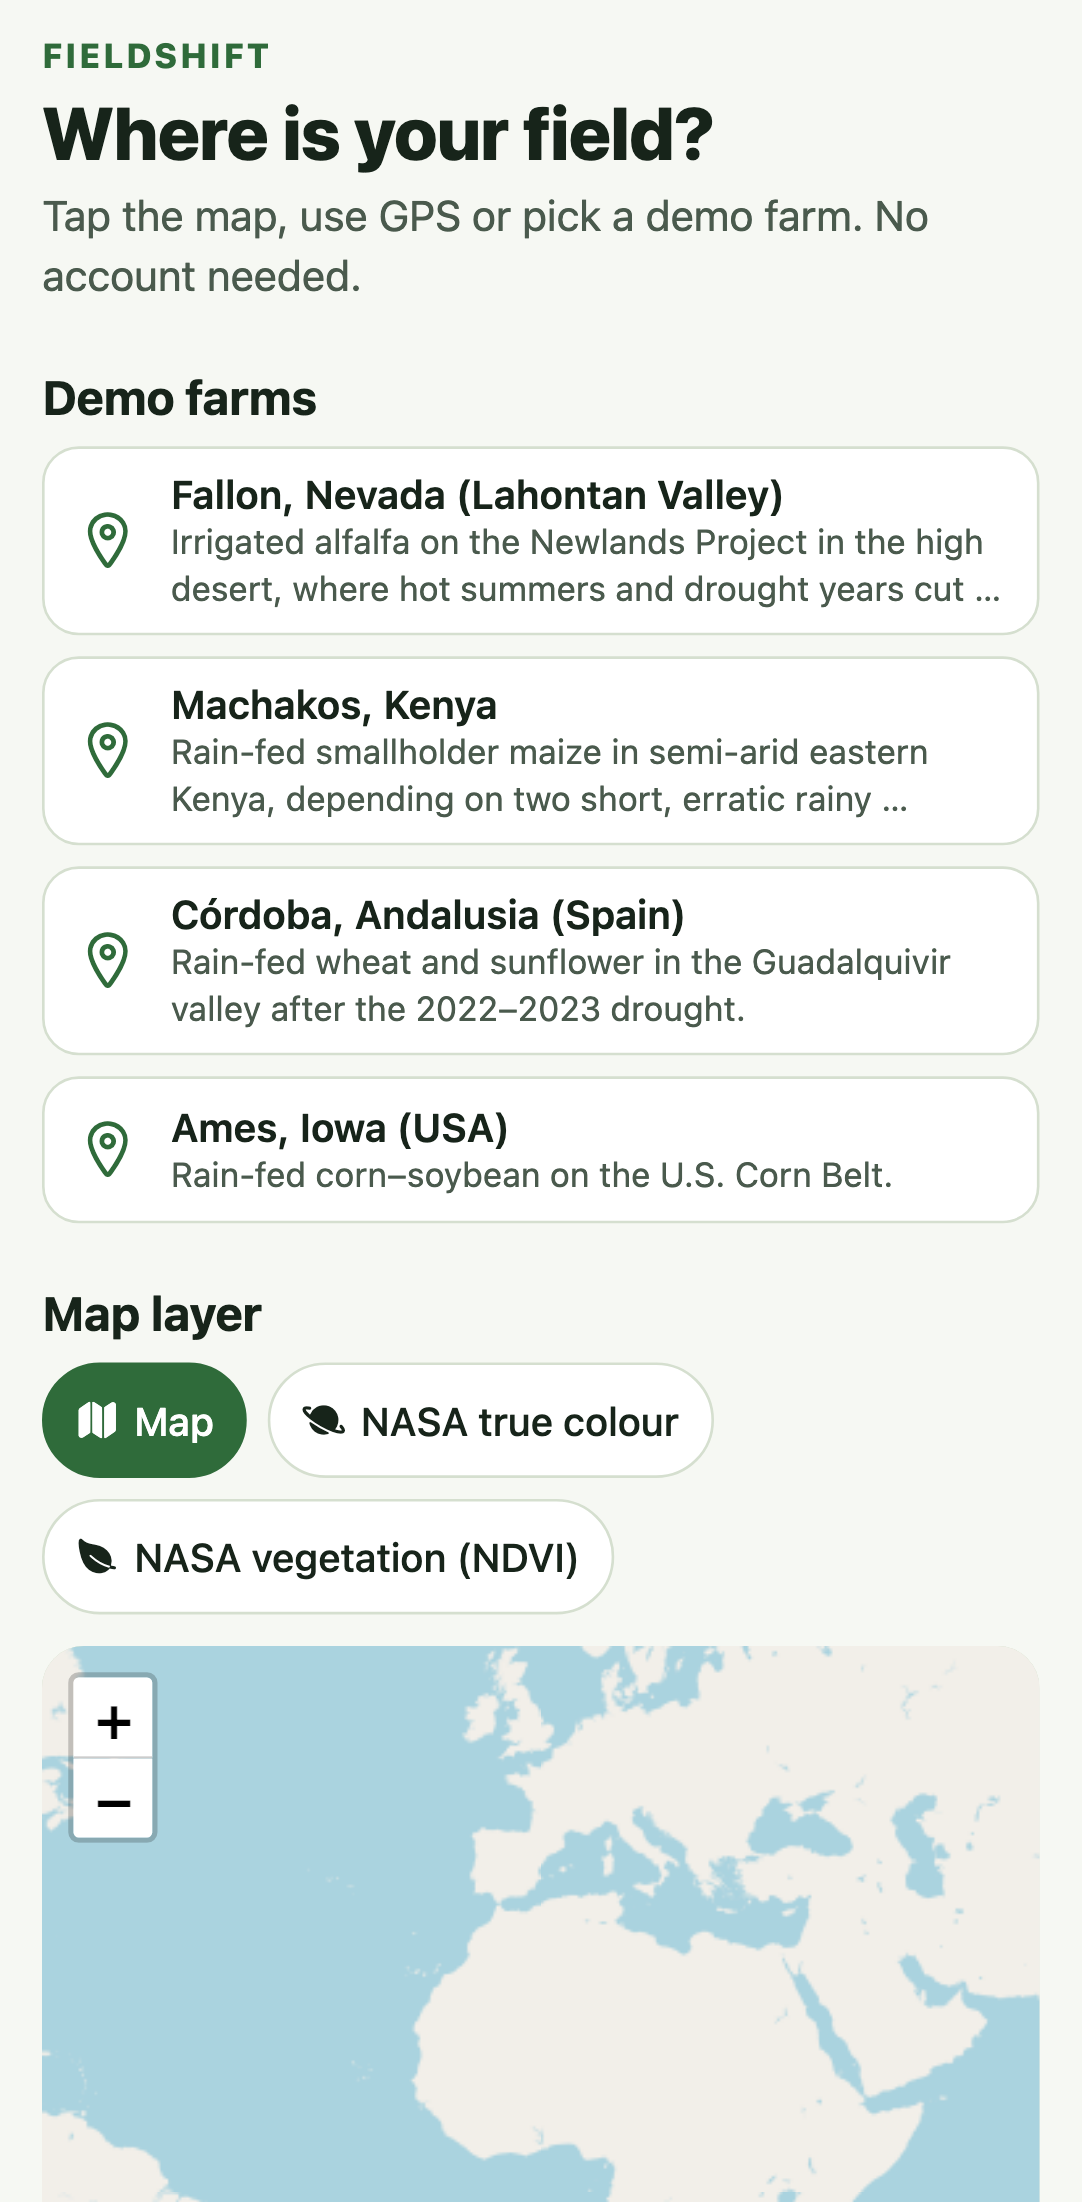 FIELDSHIFT
Where is your field?
Tap the map, use GPS or pick a demo farm. No
account needed.
Demo farms
Fallon, Nevada (Lahontan Valley)
Irrigated alfalfa on the Newlands Project in the high
desert, where hot summers and drought years cut ...
Machakos, Kenya
Rain-fed smallholder maize in semi-arid eastern
Kenya, depending on two short, erratic rainy ...
Córdoba, Andalusia (Spain)
Rain-fed wheat and sunflower in the Guadalquivir
valley after the 2022–2023 drought.
Ames, Iowa (USA)
Rain-fed corn–soybean on the U.S. Corn Belt.
Map layer
Map
NASA true colour
NASA vegetation (NDVI)
+
−